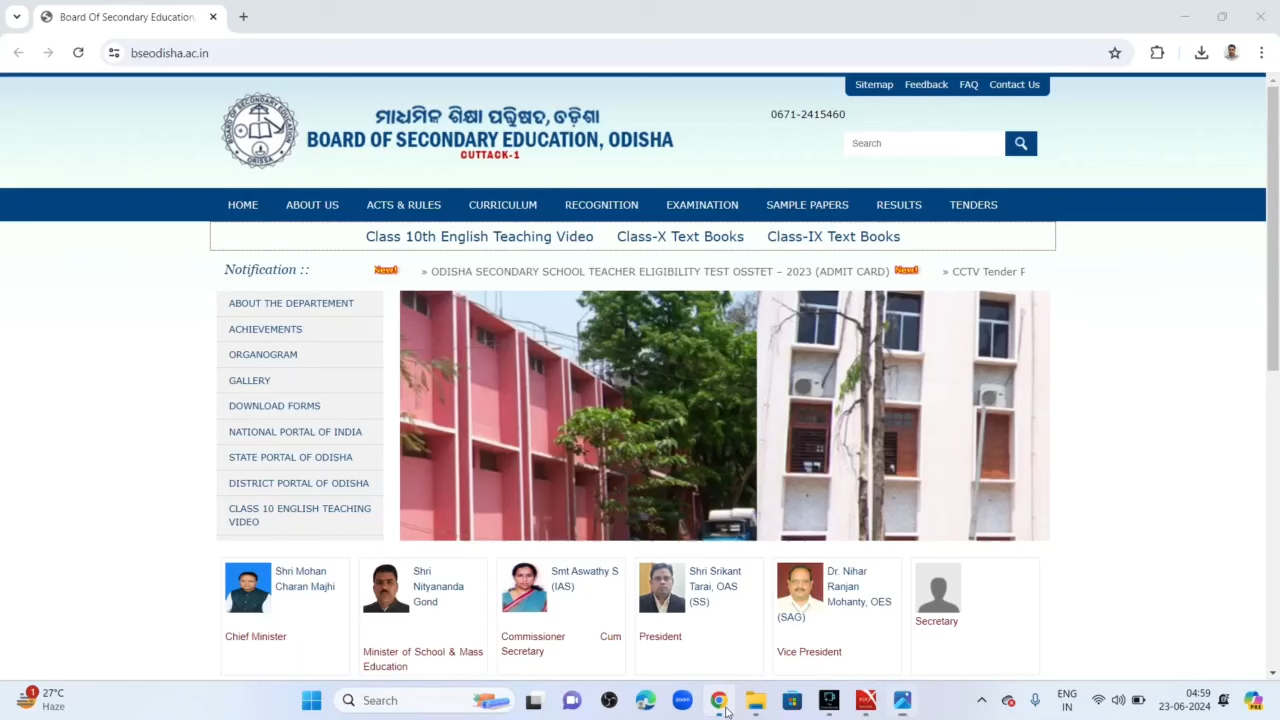 Board Of Secondary Education,
bseodisha.ac.in
Sitemap Feedback FAQ Contact Us
ମାଧ୍ୟମିକ ଶିକ୍ଷା ପରିଷଦ, ଓଡ଼ିଶା
BOARD OF SECONDARY EDUCATION, ODISHA
CUTTACK-1
0671-2415460
Search
HOME ABOUT US ACTS & RULES CURRICULUM RECOGNITION EXAMINATION SAMPLE PAPERS RESULTS TENDERS
Class 10th English Teaching Video Class-X Text Books Class-IX Text Books
Notification :: New! » ODISHA SECONDARY SCHOOL TEACHER ELIGIBILITY TEST OSSTET – 2023 (ADMIT CARD) New! » CCTV Tender F
ABOUT THE DEPARTEMENT
ACHIEVEMENTS
ORGANOGRAM
GALLERY
DOWNLOAD FORMS
NATIONAL PORTAL OF INDIA
STATE PORTAL OF ODISHA
DISTRICT PORTAL OF ODISHA
CLASS 10 ENGLISH TEACHING
VIDEO
Shri Mohan
Charan Majhi
Chief Minister
Shri
Nityananda
Gond
Minister of School & Mass
Education
Smt Aswathy S
(IAS)
Commissioner Cum
Secretary
Shri Srikant
Tarai, OAS
(SS)
President
Dr. Nihar
Ranjan
Mohanty, OES
(SAG)
Vice President
Secretary
1
27°C
Haze
Search
zoom
ENG
IN
04:59
23-06-2024